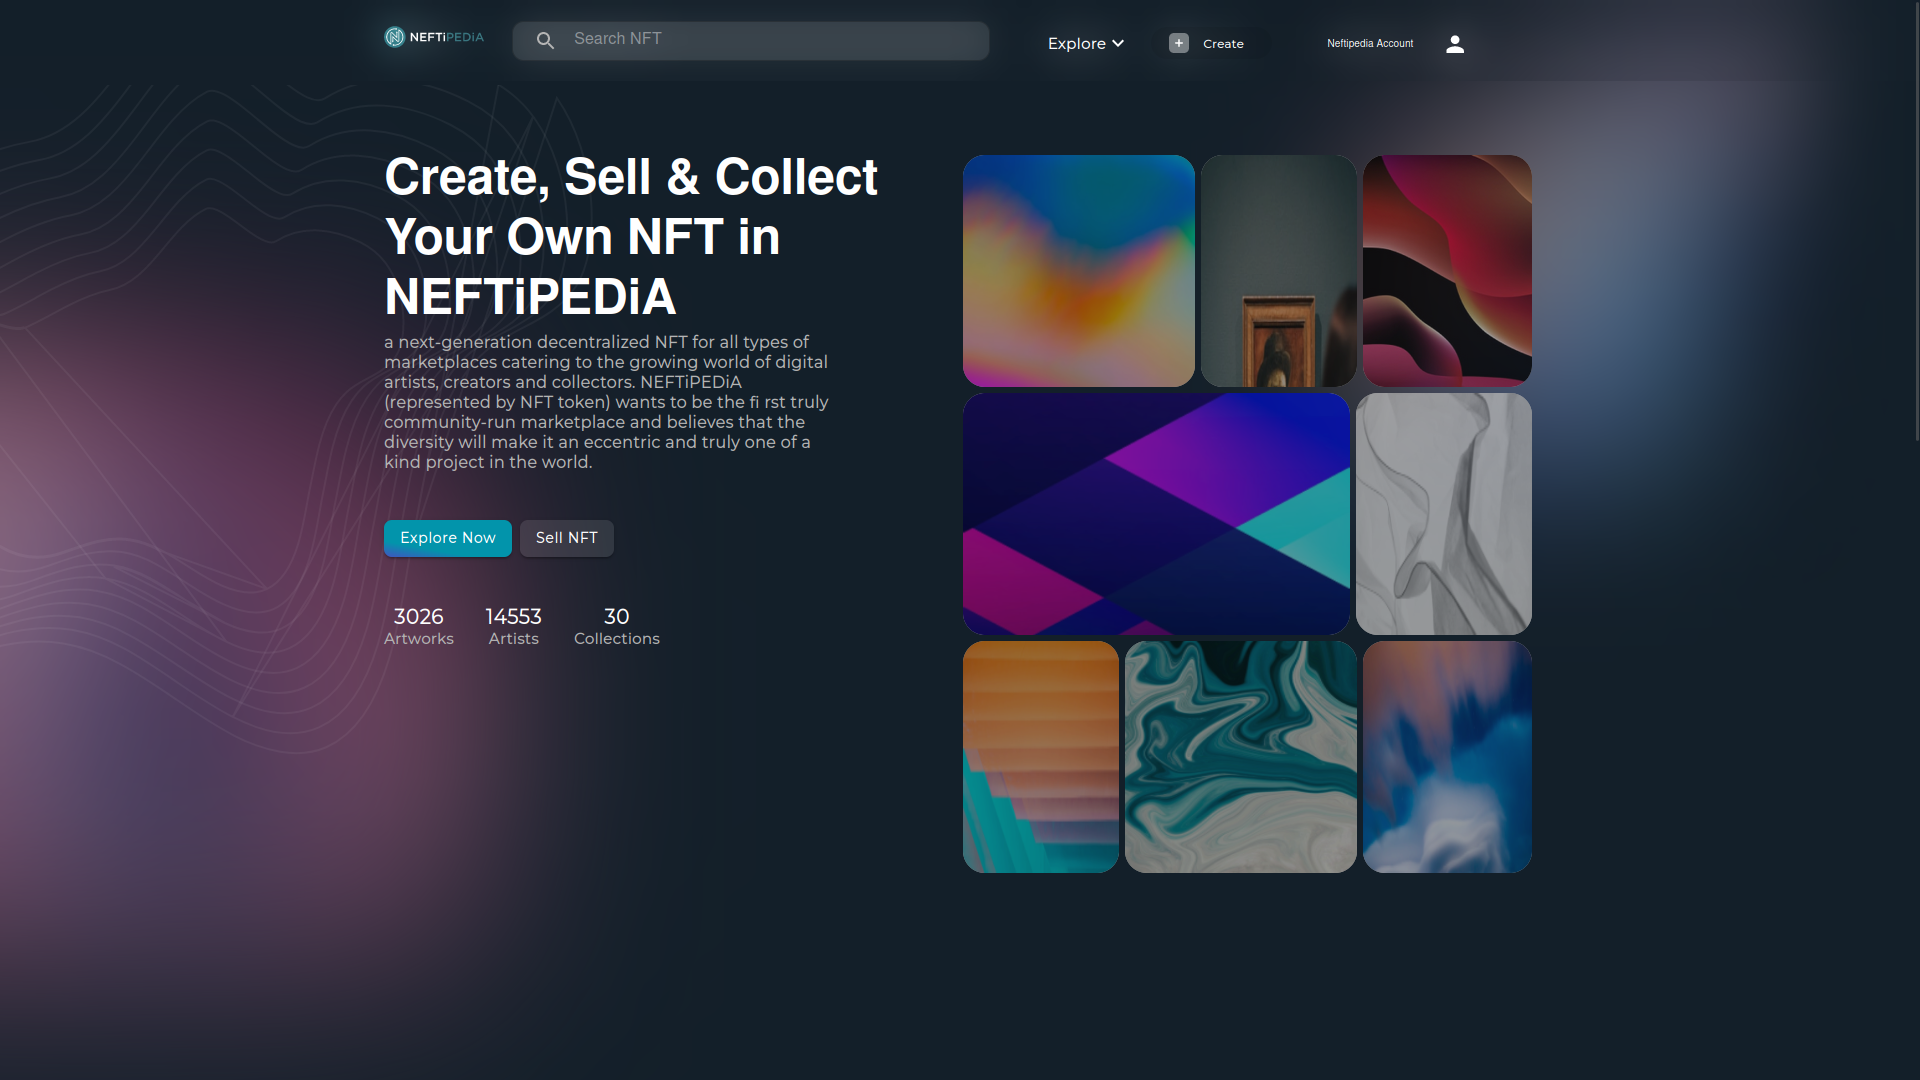 NEFTiPEDiA
Search NFT
Explore
Create
Neftipedia Account
Create, Sell & Collect
Your Own NFT in
NEFTiPEDiA
a next-generation decentralized NFT for all types of
marketplaces catering to the growing world of digital
artists, creators and collectors. NEFTiPEDiA
(represented by NFT token) wants to be the fi rst truly
community-run marketplace and believes that the
diversity will make it an eccentric and truly one of a
kind project in the world.
Explore Now
Sell NFT
3026
Artworks
14553
Artists
30
Collections